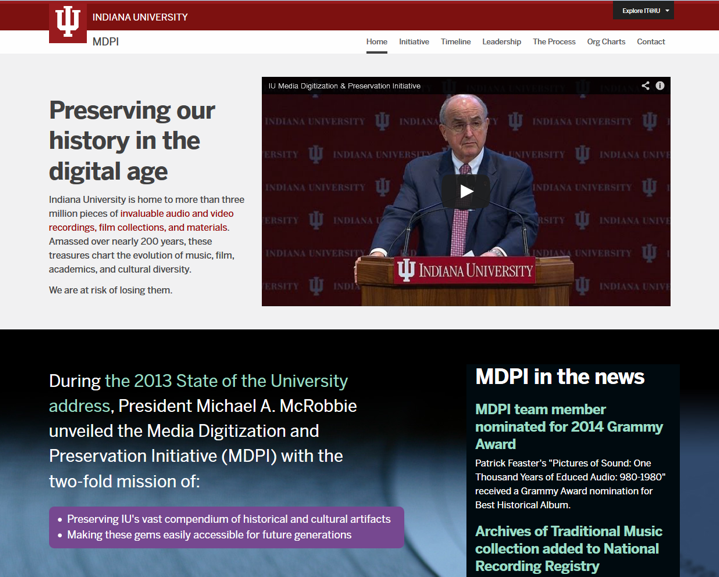 INDIANA UNIVERSITY
Explore IT@IU
MDPI
Home Initiative Timeline Leadership The Process Org Charts Contact
Preserving our
history in the
digital age
Indiana University is home to more than three
million pieces of invaluable audio and video
recordings, film collections, and materials.
Amassed over nearly 200 years, these
treasures chart the evolution of music, film,
academics, and cultural diversity.
We are at risk of losing them.
IU Media Digitization & Preservation Initiative
INDIANA UNIVERSITY
During the 2013 State of the University
address, President Michael A. McRobbie
unveiled the Media Digitization and
Preservation Initiative (MDPI) with the
two-fold mission of:
• Preserving IU's vast compendium of historical and cultural artifacts
• Making these gems easily accessible for future generations
MDPI in the news
MDPI team member
nominated for 2014 Grammy
Award
Patrick Feaster's "Pictures of Sound: One
Thousand Years of Educed Audio: 980-1980"
received a Grammy Award nomination for
Best Historical Album.
Archives of Traditional Music
collection added to National
Recording Registry